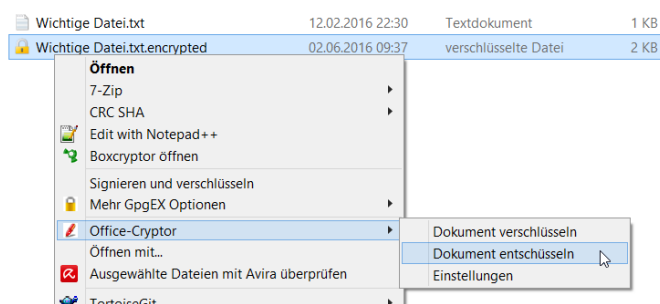 Wichtige Datei.txt 12.02.2016 22:30 Textdokument 1 KB
Wichtige Datei.txt.encrypted 02.06.2016 09:37 verschlüsselte Datei 2 KB
Öffnen
7-Zip
CRC SHA
Edit with Notepad++
Boxcryptor öffnen
Signieren und verschlüsseln
Mehr GpgEX Optionen
Office-Cryptor
Dokument verschlüsseln
Öffnen mit...
Dokument entschüsseln
Ausgewählte Dateien mit Avira überprüfen
Einstellungen
TortoiseGit